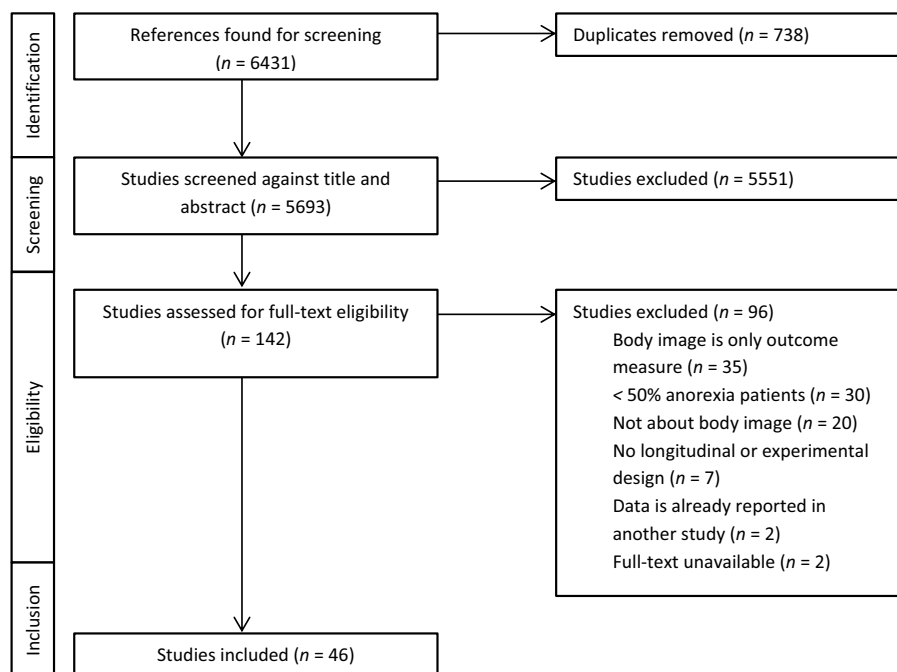 Identification
References found for screening
(n = 6431)
Duplicates removed (n = 738)
Screening
Studies screened against title and
abstract (n = 5693)
Studies excluded (n = 5551)
Eligibility
Studies assessed for full-text eligibility
(n = 142)
Studies excluded (n = 96)
Body image is only outcome
measure (n = 35)
< 50% anorexia patients (n = 30)
Not about body image (n = 20)
No longitudinal or experimental
design (n = 7)
Data is already reported in
another study (n = 2)
Full-text unavailable (n = 2)
Inclusion
Studies included (n = 46)